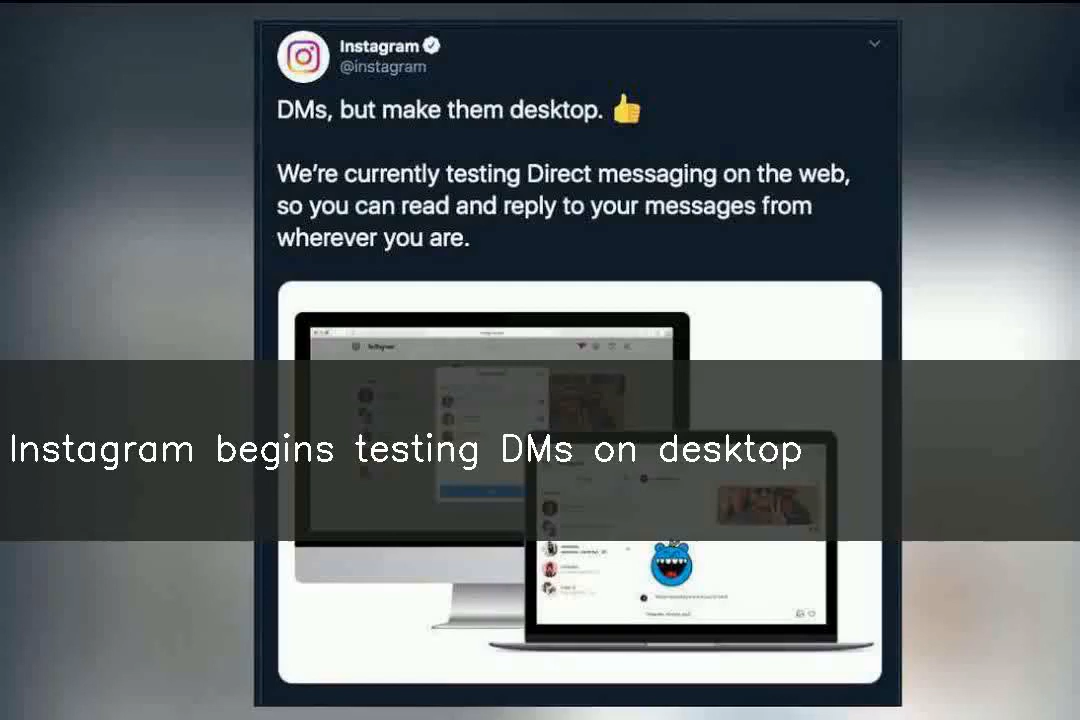 Instagram
@instagram
DMs, but make them desktop. 👍
We're currently testing Direct messaging on the web,
so you can read and reply to your messages from
wherever you are.
Instagram
Instagram begins testing DMs on desktop